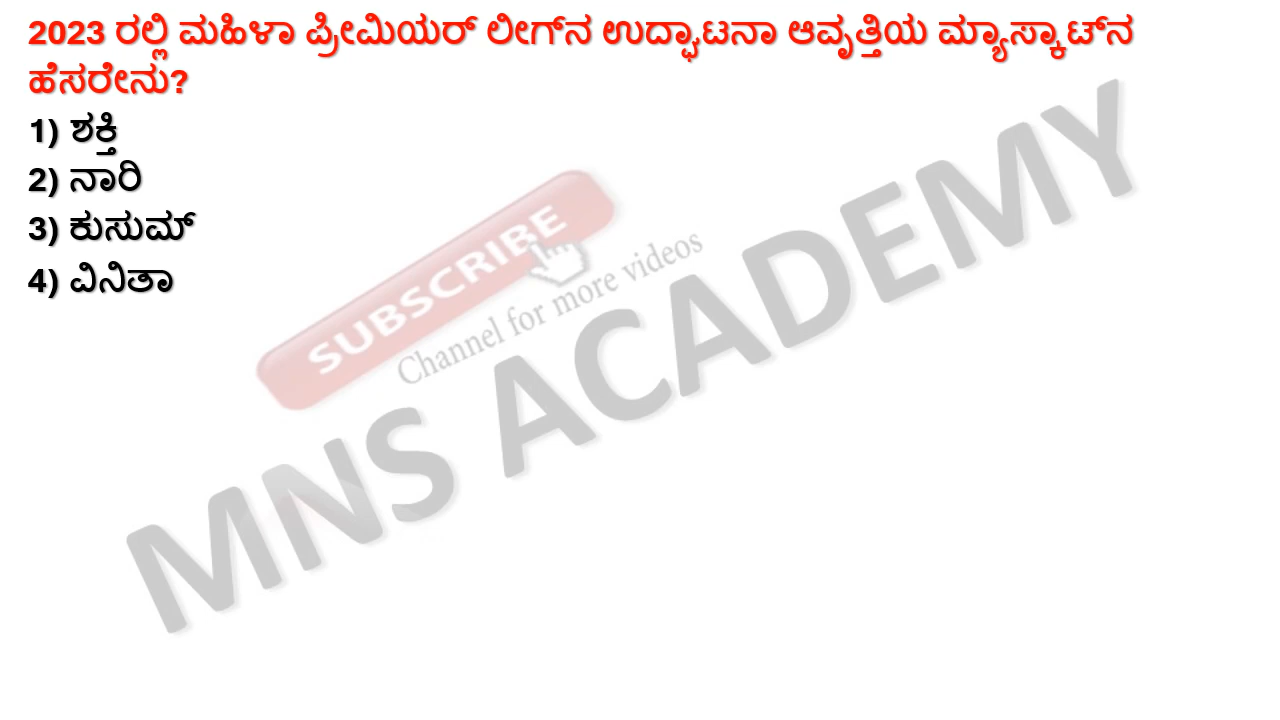 2023 ರಲ್ಲಿ ಮಹಿಳಾ ಪ್ರೀಮಿಯರ್ ಲೀಗ್‌ನ ಉದ್ಘಾಟನಾ ಆವೃತ್ತಿಯ ಮ್ಯಾಸ್ಕಾಟ್‌ನ
ಹೆಸರೇನು?
1) ಶಕ್ತಿ
2) ನಾರಿ
3) ಕುಸುಮ್
4) ವಿನಿತಾ
SUBSCRIBE
Channel for more videos
MNS ACADEMY